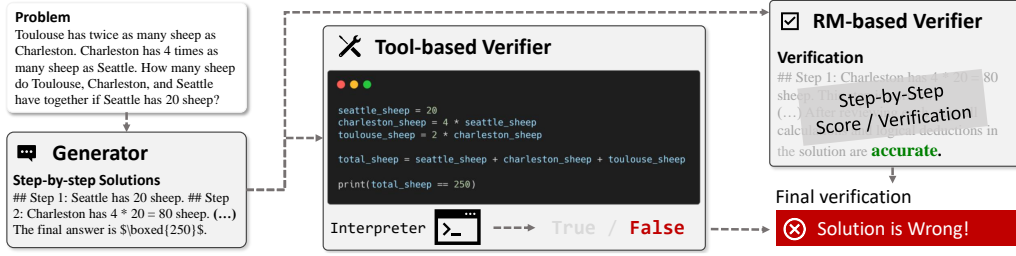 Problem
Toulouse has twice as many sheep as
Charleston. Charleston has 4 times as
many sheep as Seattle. How many sheep
do Toulouse, Charleston, and Seattle
have together if Seattle has 20 sheep?
Generator
Step-by-step Solutions
## Step 1: Seattle has 20 sheep. ## Step
2: Charleston has 4 * 20 = 80 sheep. (…)
The final answer is $\boxed{250}$.
Tool-based Verifier
seattle_sheep = 20
charleston_sheep = 4 * seattle_sheep
toulouse_sheep = 2 * charleston_sheep
total_sheep = seattle_sheep + charleston_sheep + toulouse_sheep
print(total_sheep == 250)
Interpreter
True / False
RM-based Verifier
Verification
## Step 1: Charleston has 4 * 20 = 80
sheep.
(…) After
deductions in
the solution are accurate.
Step-by-Step
Score / Verification
Final verification
Solution is Wrong!